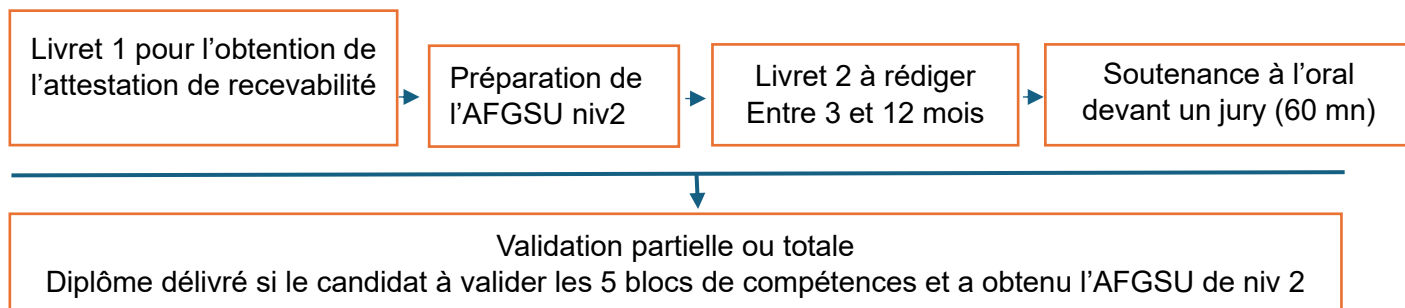 Livret 1 pour l’obtention de
l’attestation de recevabilité
Préparation de
l’AFGSU niv2
Livret 2 à rédiger
Entre 3 et 12 mois
Soutenance à l’oral
devant un jury (60 mn)
Validation partielle ou totale
Diplôme délivré si le candidat à valider les 5 blocs de compétences et a obtenu l’AFGSU de niv 2